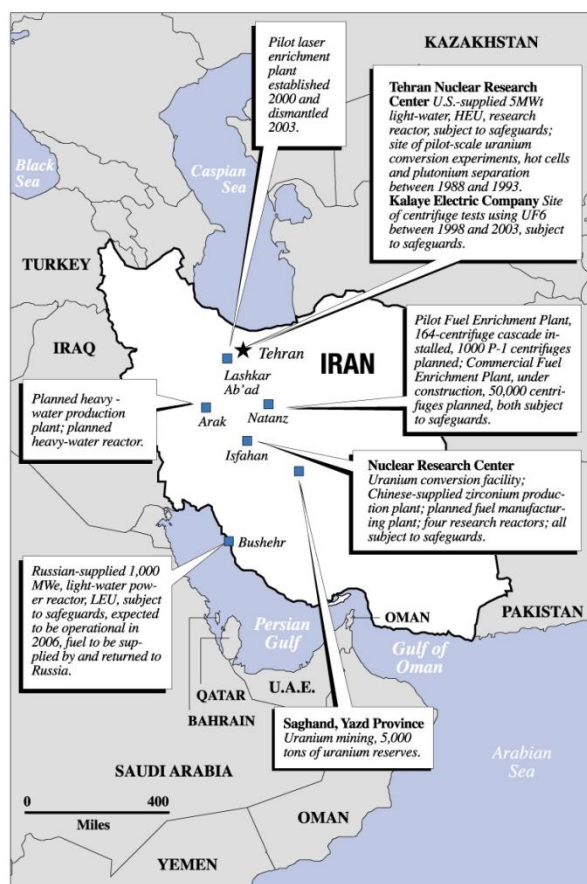 KAZAKHSTAN
Pilot laser
enrichment
plant
established
2000 and
dismantled
2003.
Tehran Nuclear Research
Center U.S.-supplied 5MWt
light-water, HEU, research
reactor, subject to safeguards;
site of pilot-scale uranium
conversion experiments, hot cells
and plutonium separation
between 1988 and 1993.
Kalaye Electric Company Site
of centrifuge tests using UF6
between 1998 and 2003, subject
to safeguards.
Black
Sea
Caspian
Sea
TURKEY
IRAQ
Tehran
IRAN
Lashkar
Ab'ad
Pilot Fuel Enrichment Plant,
164-centrifuge cascade in-
stalled, 1000 P-1 centrifuges
planned; Commercial Fuel
Enrichment Plant, under
construction, 50,000 centri-
fuges planned, both subject to
safeguards.
Planned heavy -
water production
plant; planned
heavy-water reactor.
Arak
Natanz
Isfahan
Nuclear Research Center
Uranium conversion facility;
Chinese-supplied zirconium produc-
tion plant; planned fuel manufactur-
ing plant; four research reactors; all
subject to safeguards.
Bushehr
Russian-supplied 1,000
MWe, light-water pow-
er reactor, LEU, subject
to safeguards, expected
to be operational in
2006, fuel to be sup-
plied by and returned to
Russia.
Persian
Gulf
OMAN
PAKISTAN
Gulf of
Oman
QATAR
BAHRAIN
U.A.E.
Saghand, Yazd Province
Uranium mining, 5,000
tons of uranium reserves.
Arabian
Sea
SAUDI ARABIA
0 400
Miles
OMAN
YEMEN